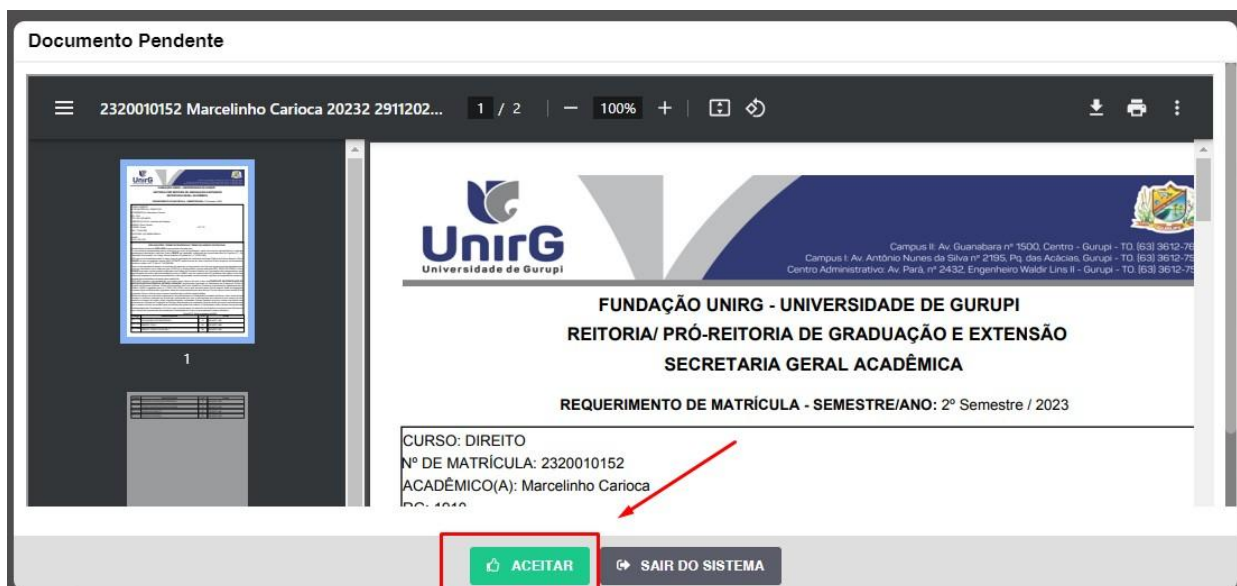 Documento Pendente
2320010152 Marcelinho Carioca 20232 2911202... 1 / 2 | — 100% + |
UnirG
UnirG
Universidade de Gurupi
Campus II: Av. Guanabara nº 1500, Centro - Gurupi - TO. (63) 3612-76
Campus I: Av. Antônio Nunes da Silva nº 2195, Pq. das Acácias, Gurupi - TO. (63) 3612-75
Centro Administrativo: Av. Pará, nº 2432, Engenheiro Waldir Lins II - Gurupi - TO. (63) 3612-75
FUNDAÇÃO UNIRG - UNIVERSIDADE DE GURUPI
REITORIA/ PRÓ-REITORIA DE GRADUAÇÃO E EXTENSÃO
SECRETARIA GERAL ACADÊMICA
1
REQUERIMENTO DE MATRÍCULA - SEMESTRE/ANO: 2º Semestre / 2023
CURSO: DIREITO
Nº DE MATRÍCULA: 2320010152
ACADÊMICO(A): Marcelinho Carioca
RG: 1910
ACEITAR
SAIR DO SISTEMA